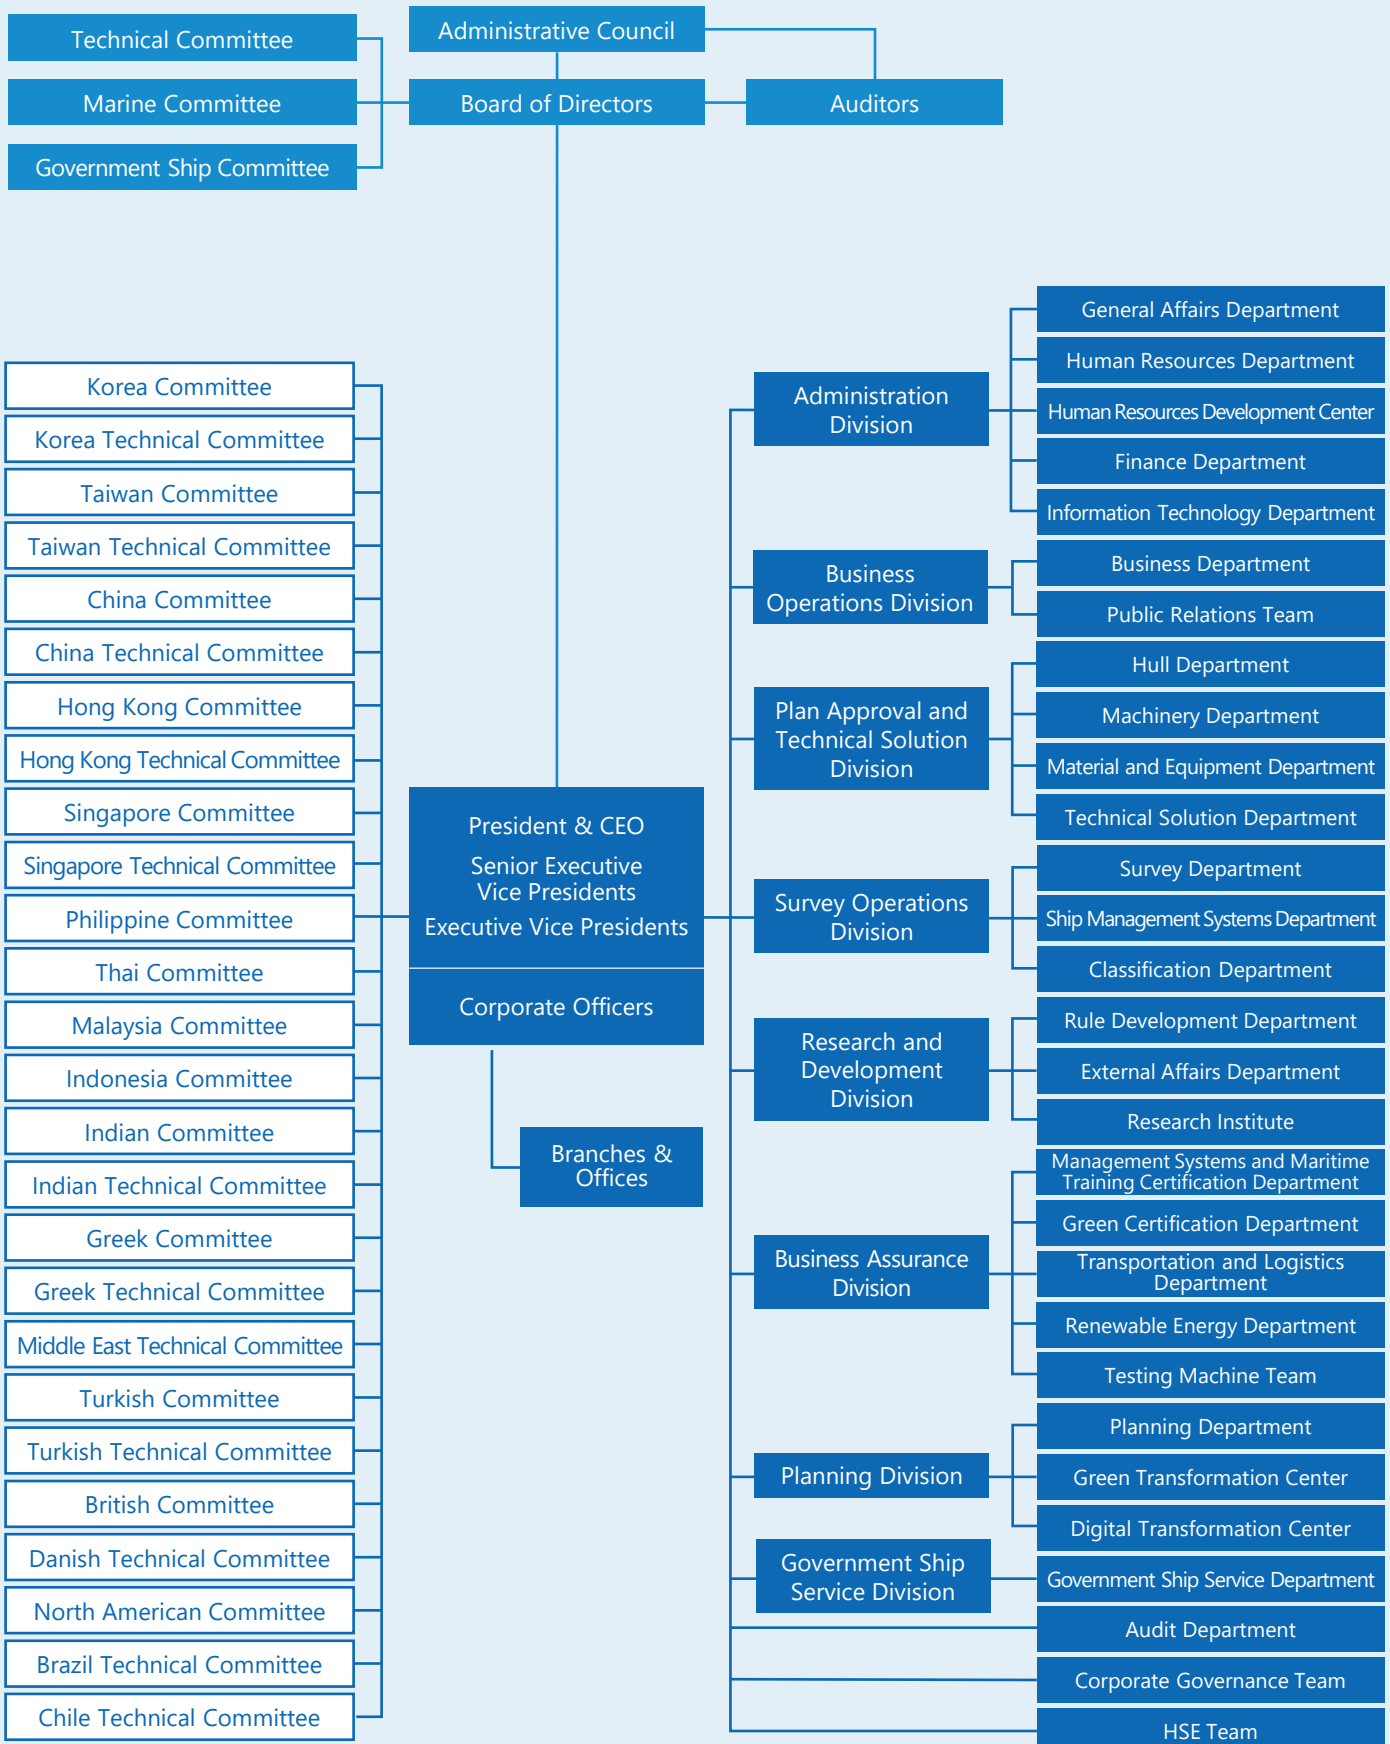 Technical Committee
Marine Committee
Government Ship Committee
Administrative Council
Board of Directors
Auditors
Korea Committee
Korea Technical Committee
Taiwan Committee
Taiwan Technical Committee
China Committee
China Technical Committee
Hong Kong Committee
Hong Kong Technical Committee
Singapore Committee
Singapore Technical Committee
Philippine Committee
Thai Committee
Malaysia Committee
Indonesia Committee
Indian Committee
Indian Technical Committee
Greek Committee
Greek Technical Committee
Middle East Technical Committee
Turkish Committee
Turkish Technical Committee
British Committee
Danish Technical Committee
North American Committee
Brazil Technical Committee
Chile Technical Committee
President & CEO
Senior Executive
Vice Presidents
Executive Vice Presidents
Corporate Officers
Branches &
Offices
Administration
Division
General Affairs Department
Human Resources Department
Human Resources Development Center
Finance Department
Information Technology Department
Business
Operations Division
Business Department
Public Relations Team
Plan Approval and
Technical Solution
Division
Hull Department
Machinery Department
Material and Equipment Department
Technical Solution Department
Survey Operations
Division
Survey Department
Ship Management Systems Department
Classification Department
Research and
Development
Division
Rule Development Department
External Affairs Department
Research Institute
Business Assurance
Division
Management Systems and Maritime
Training Certification Department
Green Certification Department
Transportation and Logistics
Department
Renewable Energy Department
Testing Machine Team
Planning Division
Planning Department
Green Transformation Center
Digital Transformation Center
Government Ship
Service Division
Government Ship Service Department
Audit Department
Corporate Governance Team
HSE Team